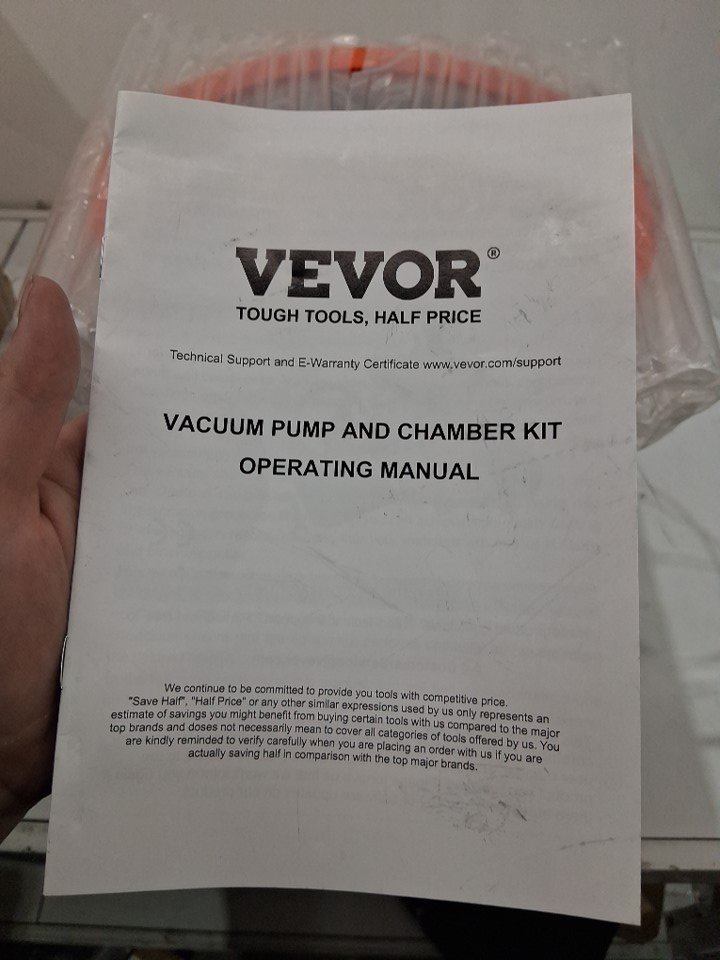 VEVOR®
TOUGH TOOLS, HALF PRICE
Technical Support and E-Warranty Certificate www.vevor.com/support
VACUUM PUMP AND CHAMBER KIT
OPERATING MANUAL
We continue to be committed to provide you tools with competitive price.
"Save Half", "Half Price" or any other similar expressions used by us only represents an
estimate of savings you might benefit from buying certain tools with us compared to the major
top brands and doses not necessarily mean to cover all categories of tools offered by us. You
are kindly reminded to verify carefully when you are placing an order with us if you are
actually saving half in comparison with the top major brands.